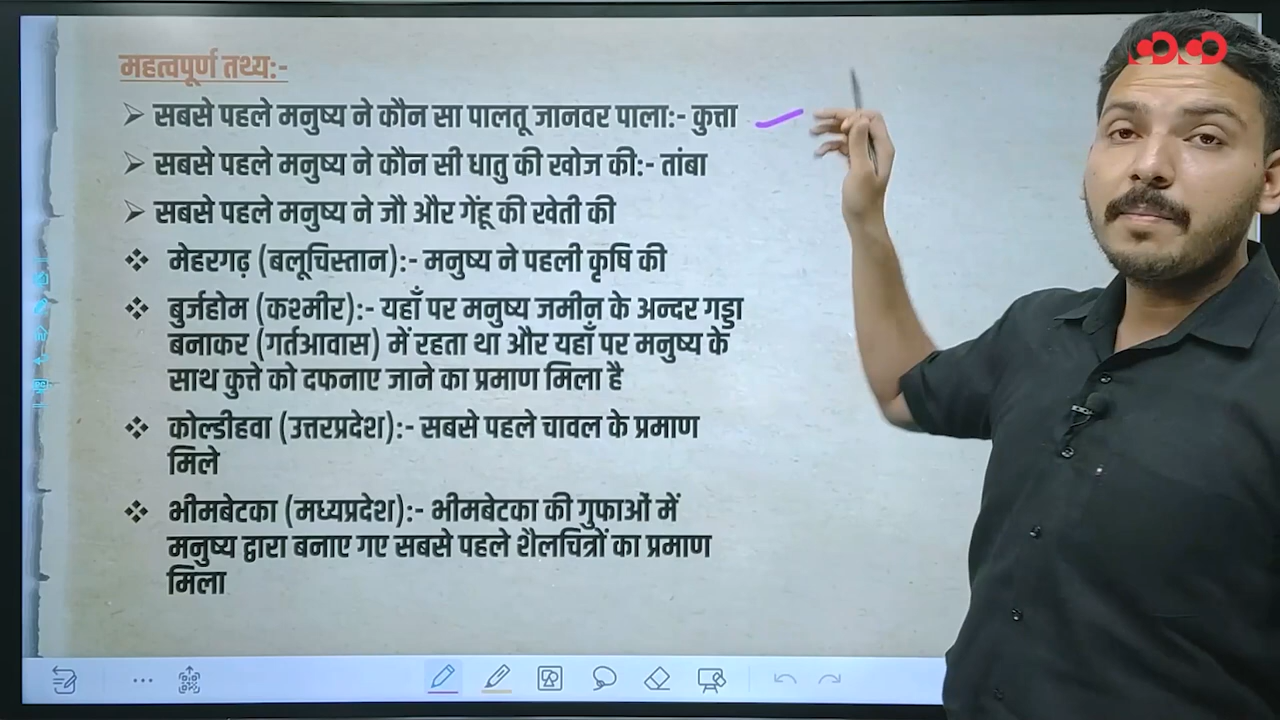 महत्वपूर्ण तथ्य:-
➢ सबसे पहले मनुष्य ने कौन सा पालतू जानवर पाला:- कुत्ता
➢ सबसे पहले मनुष्य ने कौन सी धातु की खोज की:- तांबा
➢ सबसे पहले मनुष्य ने जौ और गेंहू की खेती की
❖ मेहरगढ़ (बलूचिस्तान):- मनुष्य ने पहली कृषि की
❖ बुर्जहोम (कश्मीर):- यहाँ पर मनुष्य जमीन के अन्दर गड्डा
बनाकर (गर्तआवास) में रहता था और यहाँ पर मनुष्य के
साथ कुत्ते को दफनाए जाने का प्रमाण मिला है
❖ कोल्डीहवा (उत्तरप्रदेश):- सबसे पहले चावल के प्रमाण
मिले
❖ भीमबेटका (मध्यप्रदेश):- भीमबेटका की गुफाओं में
मनुष्य द्वारा बनाए गए सबसे पहले शैलचित्रों का प्रमाण
मिला